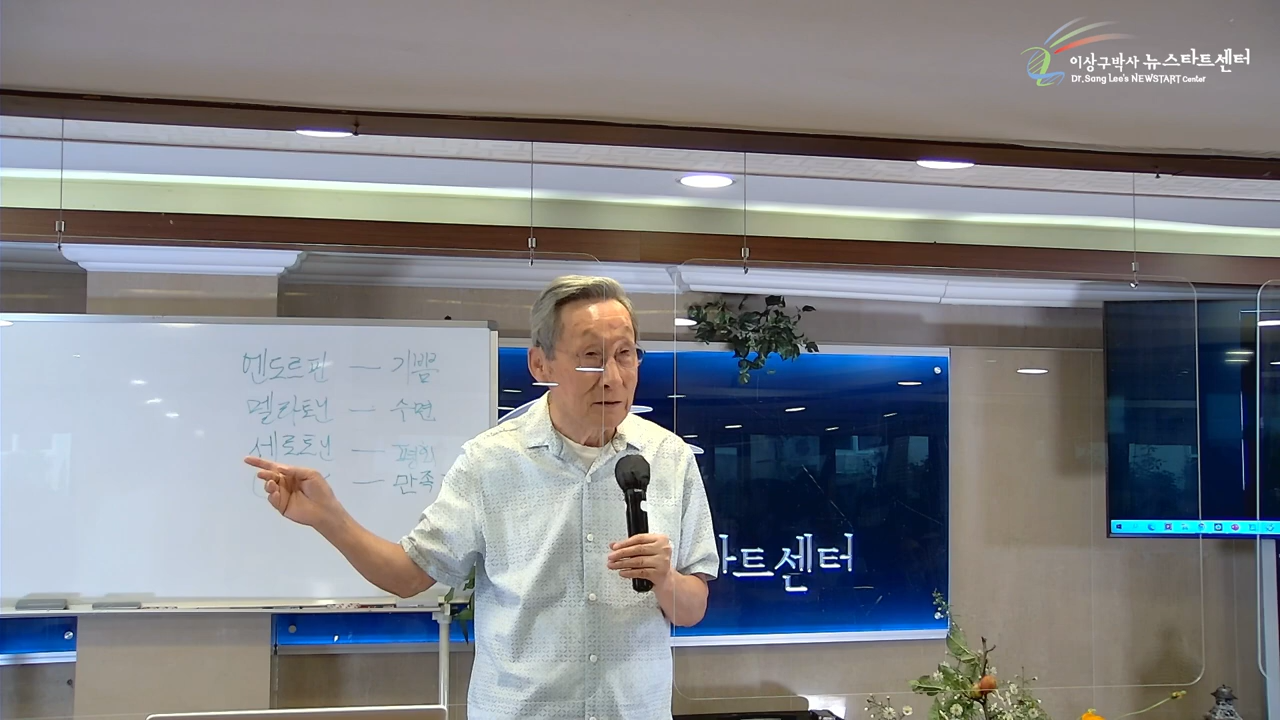 이상구박사 뉴스타트센터
Dr. Sang Lee's NEWSTART Center
엔도르핀 — 기쁨
멜라토닌 — 수면
세로토닌 — 평화
— 만족
타트센터